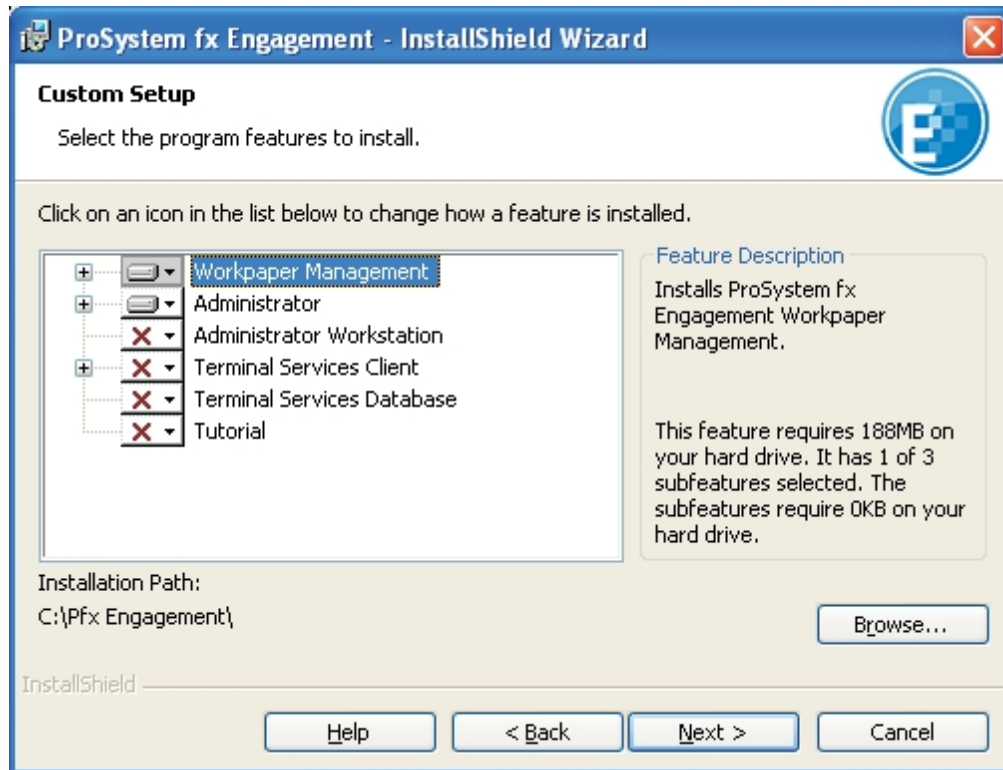 ProSystem fx Engagement - InstallShield Wizard
Custom Setup
Select the program features to install.
E
Click on an icon in the list below to change how a feature is installed.
Workpaper Management
Administrator
Administrator Workstation
Terminal Services Client
Terminal Services Database
Tutorial
Feature Description
Installs ProSystem fx
Engagement Workpaper
Management.
This feature requires 188MB on
your hard drive. It has 1 of 3
subfeatures selected. The
subfeatures require 0KB on your
hard drive.
Installation Path:
C:\Pfx Engagement\
Browse...
InstallShield
Help
< Back
Next >
Cancel